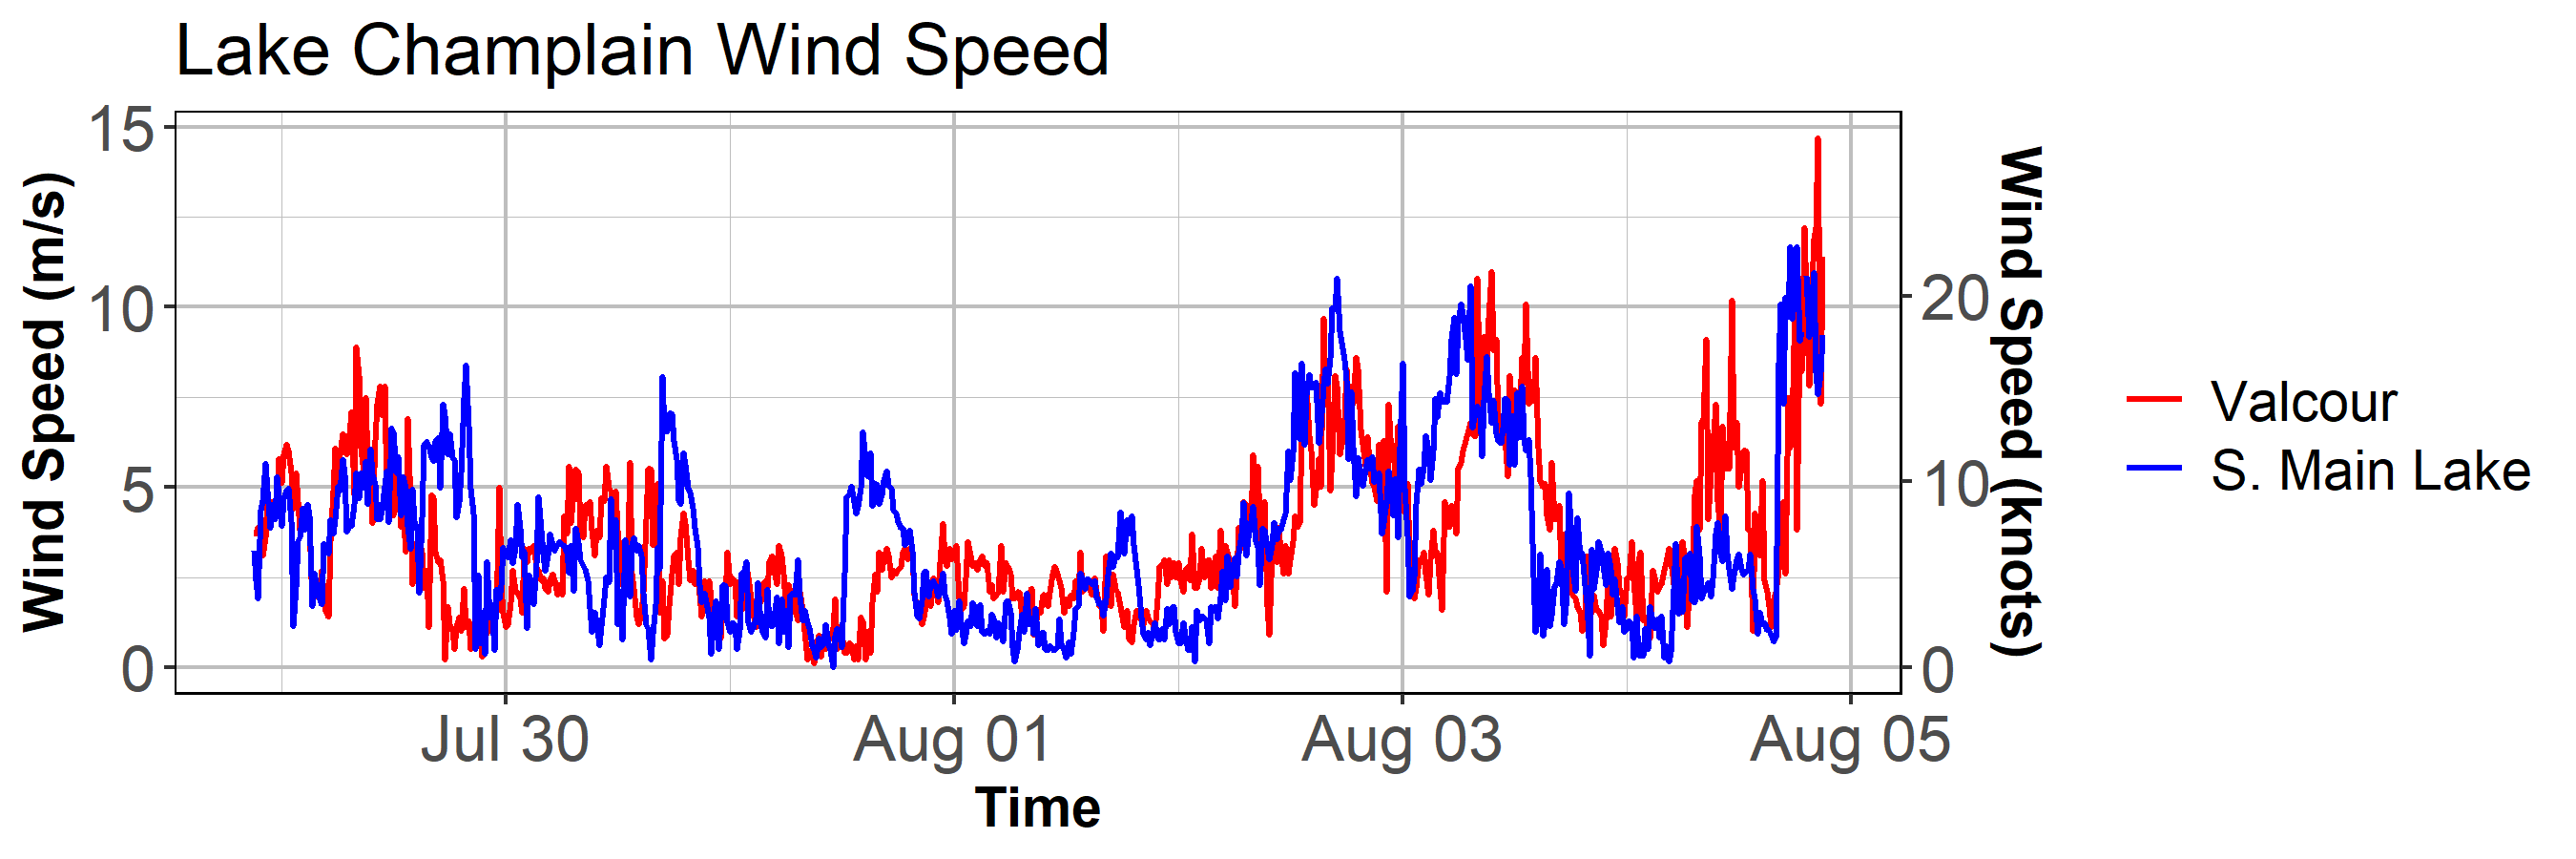 Lake Champlain Wind Speed
Wind Speed (m/s)
15
10
5
0
Wind Speed (knots)
20
10
0
Jul 30
Aug 01
Aug 03
Aug 05
Time
Valcour
S. Main Lake